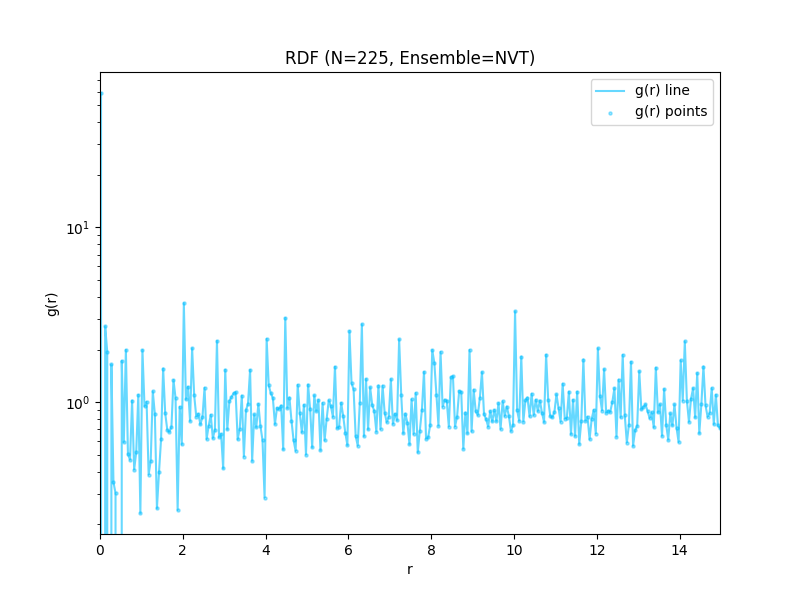 RDF (N=225, Ensemble=NVT)
g(r) line
g(r) points
10¹
10⁰
g(r)
0 2 4 6 8 10 12 14
r